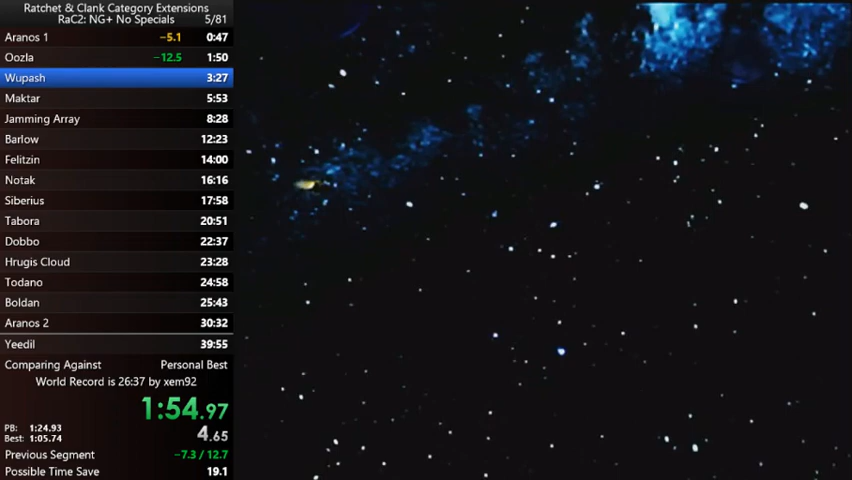 Ratchet & Clank Category Extensions
RaC2: NG+ No Specials 5/81
Aranos 1 −5.1 0:47
Oozla −12.5 1:50
Wupash 3:27
Maktar 5:53
Jamming Array 8:28
Barlow 12:23
Felitzin 14:00
Notak 16:16
Siberius 17:58
Tabora 20:51
Dobbo 22:37
Hrugis Cloud 23:28
Todano 24:58
Boldan 25:43
Aranos 2 30:32
Yeedil 39:55
Comparing Against Personal Best
World Record is 26:37 by xem92
1:54.97
PB: 1:24.93
Best: 1:05.74 4.65
Previous Segment −7.3 / 12.7
Possible Time Save 19.1